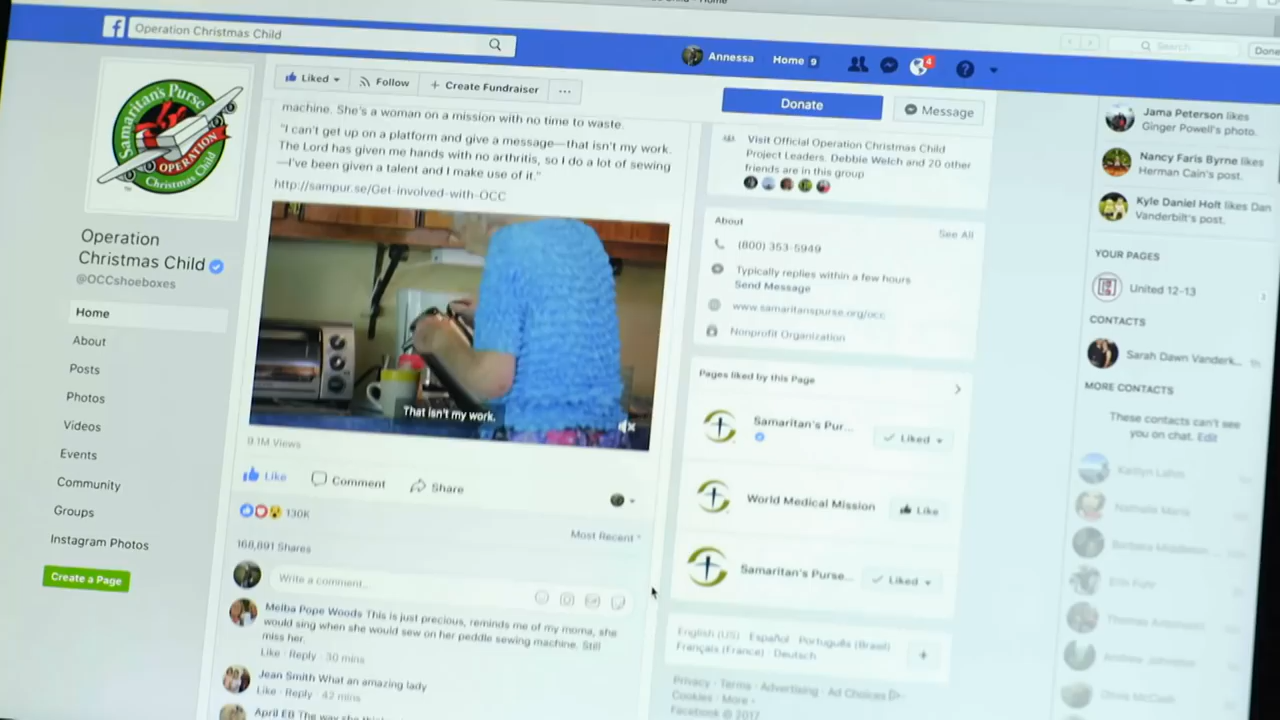 Operation Christmas Child
Annessa
Home 9
4
Search
Samaritan's Purse
OPERATION
Christmas Child
Operation
Christmas Child
@OCCshoeboxes
Home
About
Posts
Photos
Videos
Events
Community
Groups
Instagram Photos
Create a Page
Liked
Follow
+ Create Fundraiser
...
machine. She's a woman on a mission with no time to waste.
"I can't get up on a platform and give a message—that isn't my work.
The Lord has given me hands with no arthritis, so I do a lot of sewing
—I've been given a talent and I make use of it."
http://sampur.se/Get-involved-with-OCC
That isn't my work.
9.1M Views
Like
Comment
Share
130K
Most Recent
168,891 Shares
Write a comment...
Melba Pope Woods This is just precious, reminds me of my moma, she
would sing when she would sew on her peddle sewing machine. Still
miss her.
Like · Reply · 30 mins
Jean Smith What an amazing lady
Like · Reply · 42 mins
April EB The way she
Donate
Message
Visit Official Operation Christmas Child
Project Leaders. Debbie Welch and 20 other
friends are in this group
About
See All
(800) 353-5949
Typically replies within a few hours
Send Message
www.samaritanspurse.org/occ
Nonprofit Organization
Pages liked by this Page
Samaritan's Pur...
Liked
World Medical Mission
Like
Samaritan's Purse...
Liked
English (US) · Español · Português (Brasil)
Français (France) · Deutsch
+
Privacy · Terms · Advertising · Ad Choices
Cookies · More
Facebook © 2017
Jama Peterson likes
Ginger Powell's photo.
Nancy Faris Byrne likes
Herman Cain's post.
Kyle Daniel Holt likes Dan
Vanderbilt's post.
YOUR PAGES
United 12-13
CONTACTS
Sarah Dawn Vanderk...
MORE CONTACTS
These contacts can't see
you on chat. Edit